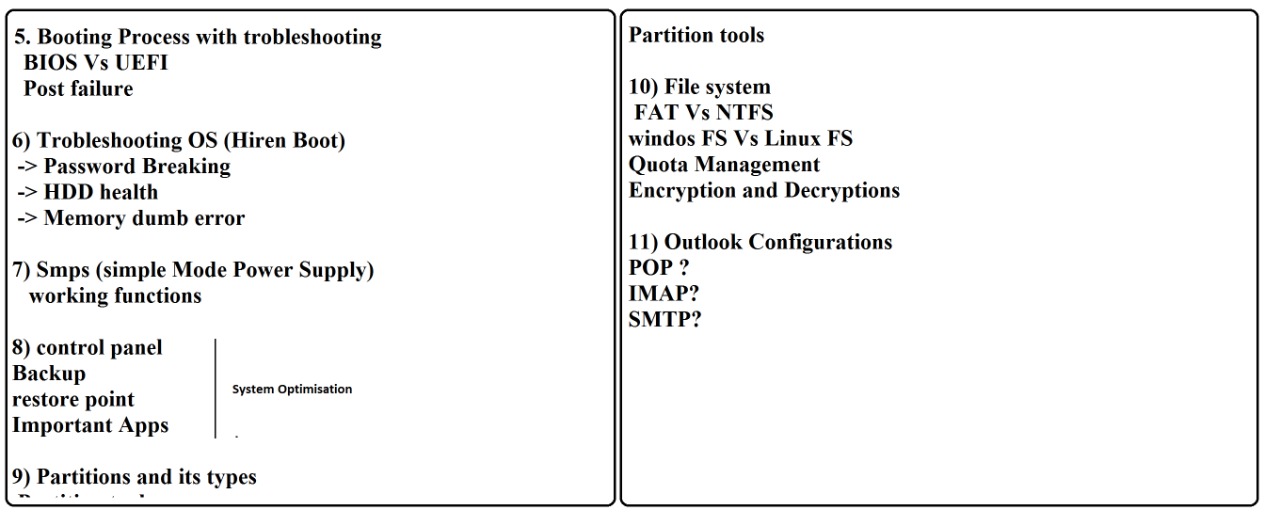 5. Booting Process with trobleshooting
BIOS Vs UEFI
Post failure
6) Trobleshooting OS (Hiren Boot)
-> Password Breaking
-> HDD health
-> Memory dumb error
7) Smps (simple Mode Power Supply)
working functions
8) control panel
Backup
restore point
Important Apps
System Optimisation
9) Partitions and its types
Partition tools
10) File system
FAT Vs NTFS
windos FS Vs Linux FS
Quota Management
Encryption and Decryptions
11) Outlook Configurations
POP ?
IMAP?
SMTP?